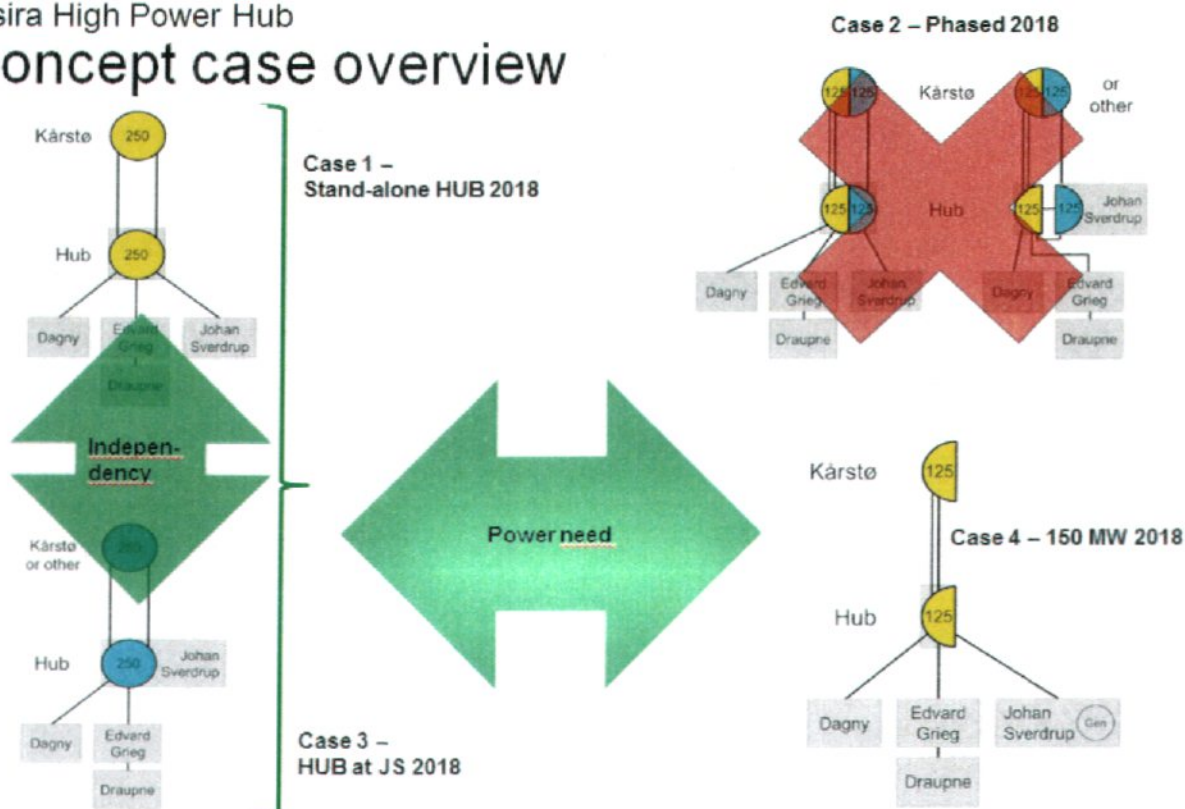 sira High Power Hub
oncept case overview
Case 1 –
Stand-alone HUB 2018
Kårstø
250
Hub
250
Dagny
Edvard
Grieg
Johan
Sverdrup
Draupne
Indepen-
dency
Kårstø
or other
250
Hub
250
Johan
Sverdrup
Dagny
Edvard
Grieg
Draupne
Case 3 –
HUB at JS 2018
Power need
Case 2 – Phased 2018
125 125
Kårstø
125 125
or
other
125 125
Hub
125 125
Johan
Sverdrup
Dagny
Edvard
Grieg
Johan
Sverdrup
Dagny
Edvard
Grieg
Draupne
Draupne
Kårstø
125
Case 4 – 150 MW 2018
Hub
125
Dagny
Edvard
Grieg
Johan
Sverdrup
Gen
Draupne